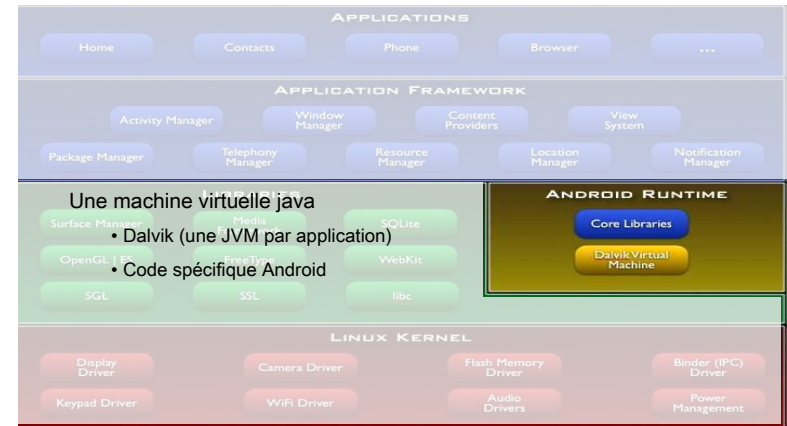 APPLICATIONS
Home Contacts Phone Browser ...
APPLICATION FRAMEWORK
Activity Manager Window Manager Content Providers View System
Package Manager Telephony Manager Resource Manager Location Manager Notification Manager
LIBRARIES
Une machine virtuelle java
• Dalvik (une JVM par application)
• Code spécifique Android
Surface Manager Media SQLite
OpenGL | ES FreeType WebKit
SGL SSL libc
ANDROID RUNTIME
Core Libraries
Dalvik Virtual
Machine
LINUX KERNEL
Display Driver Camera Driver Flash Memory Driver Binder (IPC) Driver
Keypad Driver WiFi Driver Audio Drivers Power Management